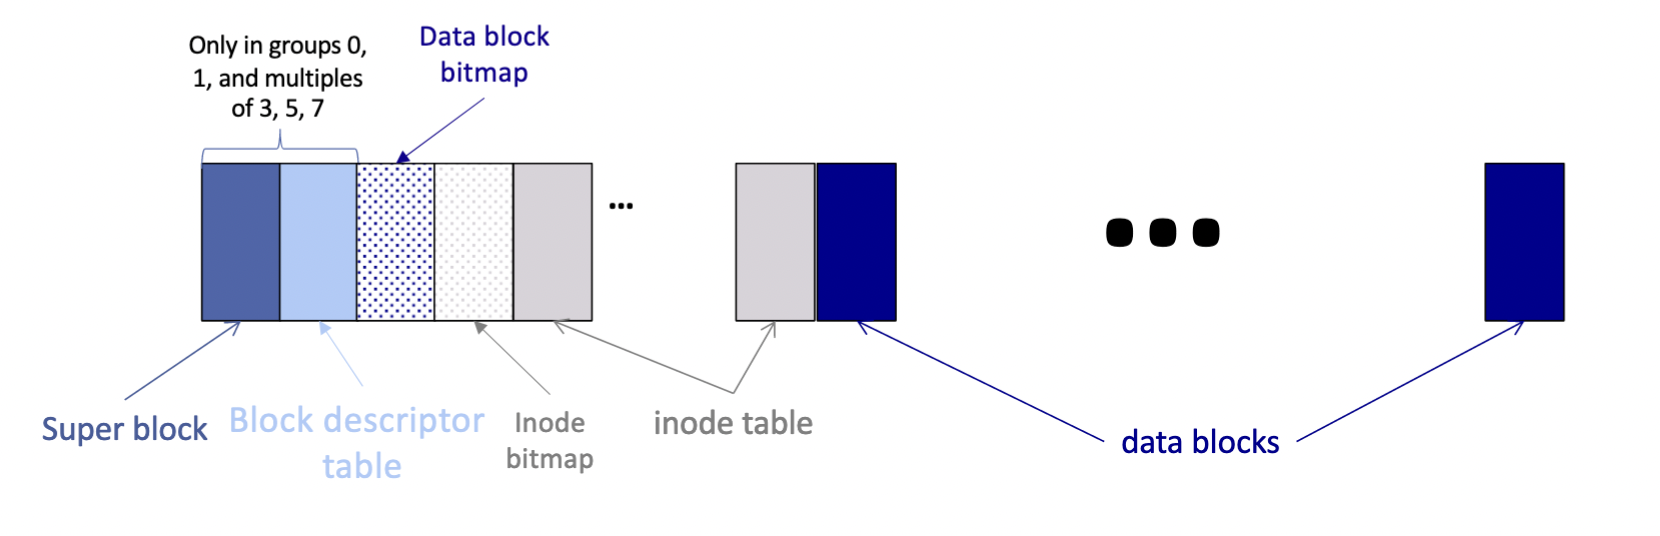 Only in groups 0,
1, and multiples
of 3, 5, 7
Data block
bitmap
...
Super block
Block descriptor
table
Inode
bitmap
inode table
data blocks